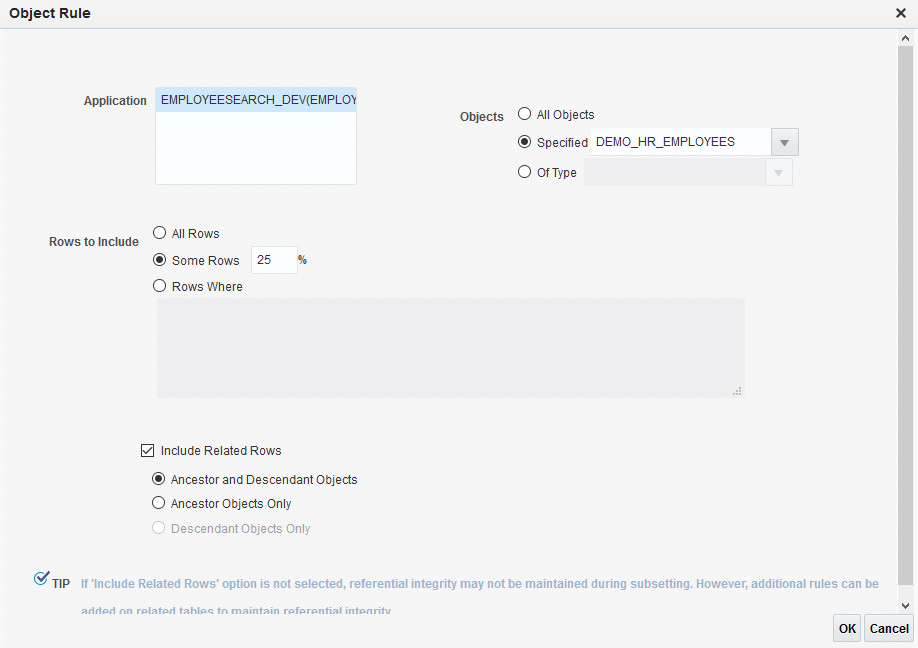 Object Rule
Application
EMPLOYEESEARCH_DEV(EMPLOY
Objects
All Objects
Specified DEMO_HR_EMPLOYEES
Of Type
Rows to Include
All Rows
Some Rows 25 %
Rows Where
Include Related Rows
Ancestor and Descendant Objects
Ancestor Objects Only
Descendant Objects Only
TIP If 'Include Related Rows' option is not selected, referential integrity may not be maintained during subsetting. However, additional rules can be
added on related tables to maintain referential integrity
OK Cancel